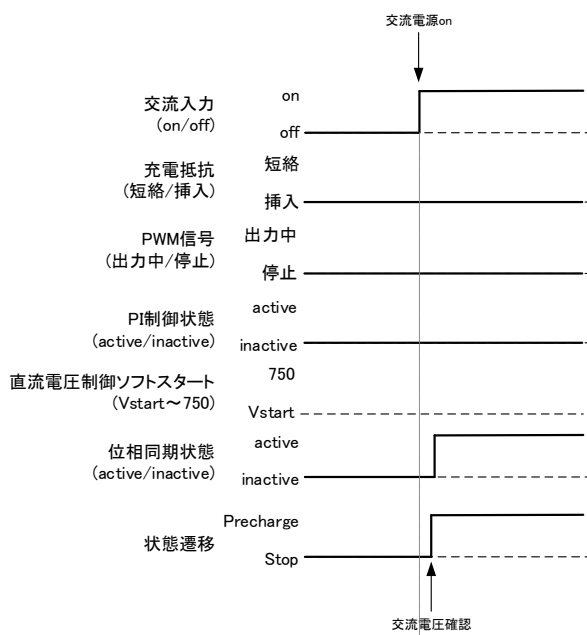 交流電源on
交流入力
(on/off)
on
off
充電抵抗
(短絡/挿入)
短絡
挿入
PWM信号
(出力中/停止)
出力中
停止
PI制御状態
(active/inactive)
active
inactive
直流電圧制御ソフトスタート
(Vstart～750)
750
Vstart
位相同期状態
(active/inactive)
active
inactive
状態遷移
Precharge
Stop
交流電圧確認